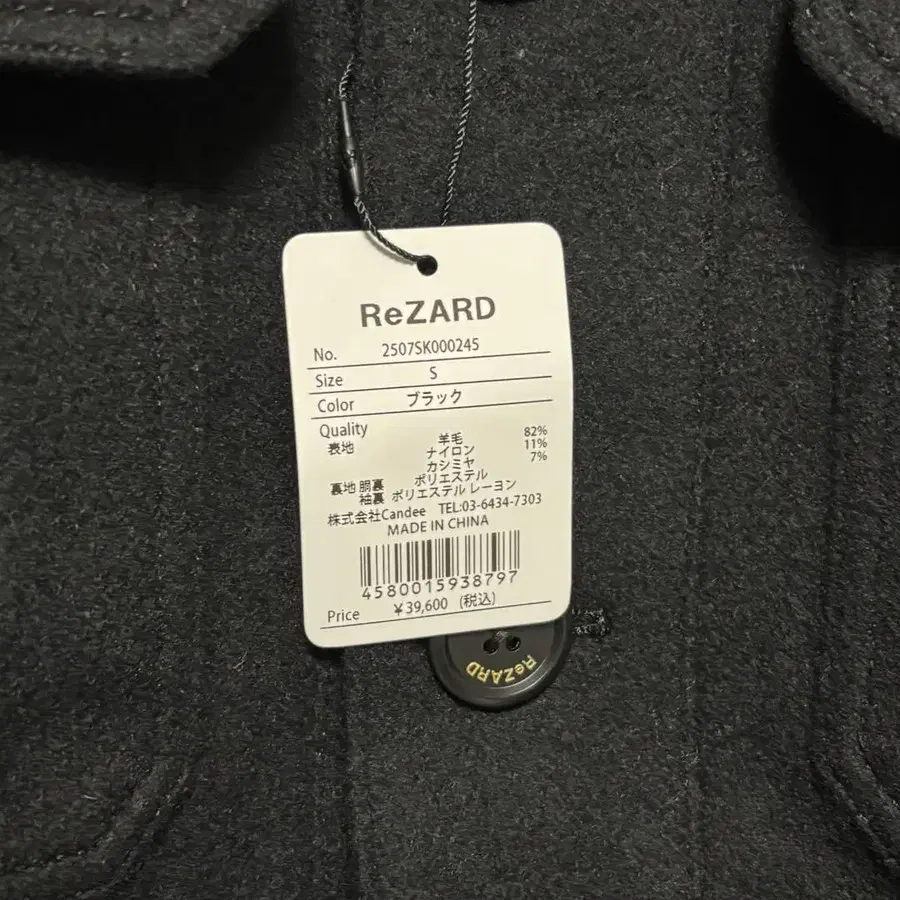 ReZARD
No. 2507SK000245
Size S
Color ブラック
Quality
表地 羊毛 82%
ナイロン 11%
カシミヤ 7%
裏地 胴裏 ポリエステル
袖裏 ポリエステル レーヨン
株式会社Candee TEL:03-6434-7303
MADE IN CHINA
4580015938797
Price ¥39,600 (税込)
ReZARD